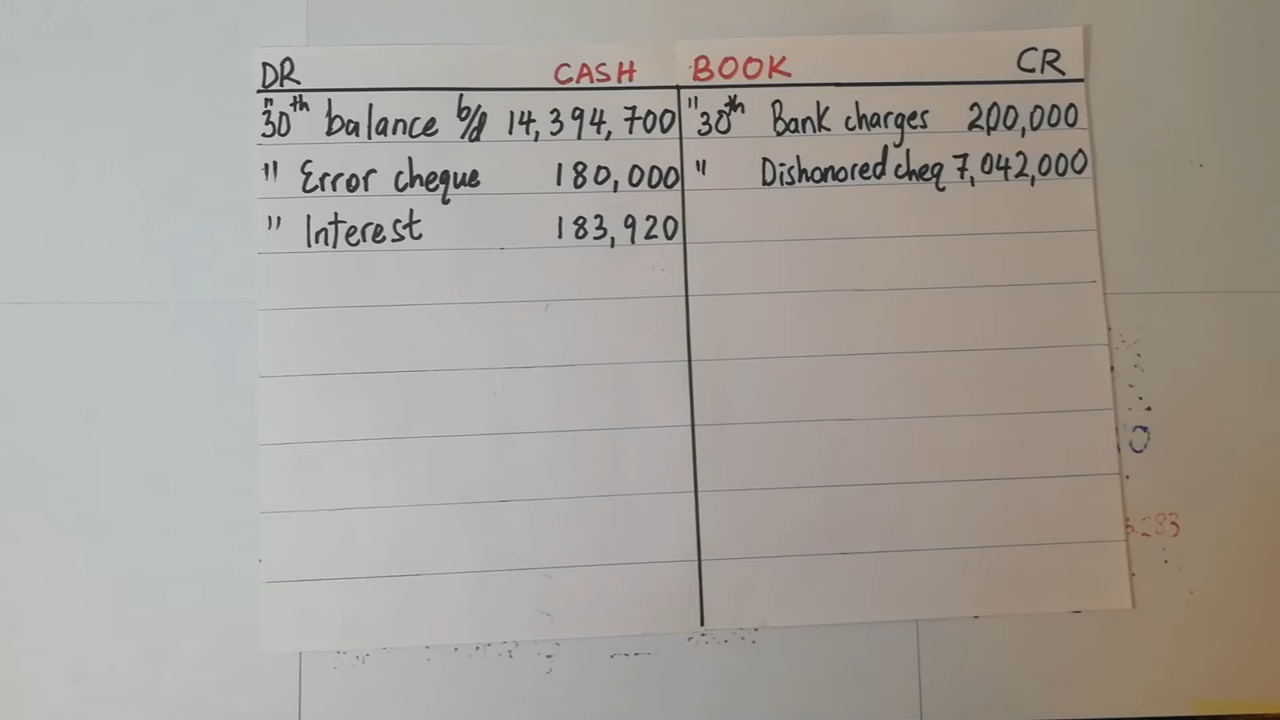 DR CASH BOOK CR
"30th balance b/d 14,394,700 "30th Bank charges 200,000
" Error cheque 180,000 " Dishonored cheq 7,042,000
" Interest 183,920